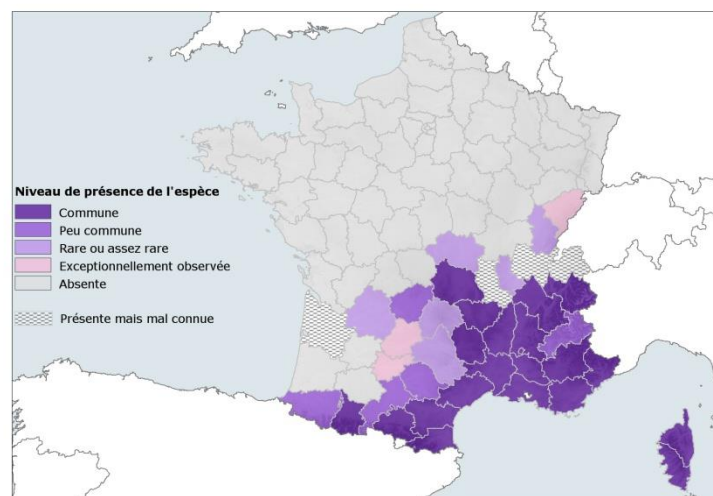 Niveau de présence de l'espèce
Commune
Peu commune
Rare ou assez rare
Exceptionnellement observée
Absente
Présente mais mal connue